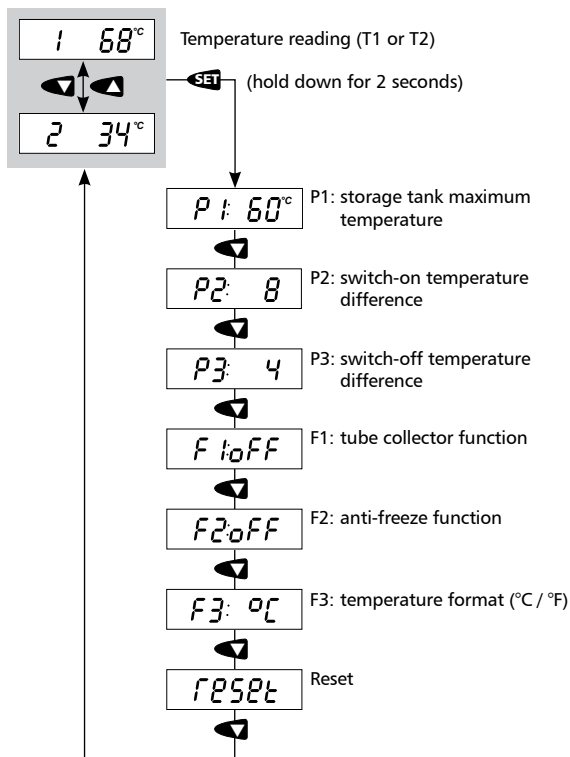 1 68°C
Temperature reading (T1 or T2)
SET
(hold down for 2 seconds)
2 34°C
P1: 60°C
P1: storage tank maximum
temperature
P2: 8
P2: switch-on temperature
difference
P3: 4
P3: switch-off temperature
difference
F1:oFF
F1: tube collector function
F2:oFF
F2: anti-freeze function
F3: °C
F3: temperature format (°C / °F)
reset
Reset